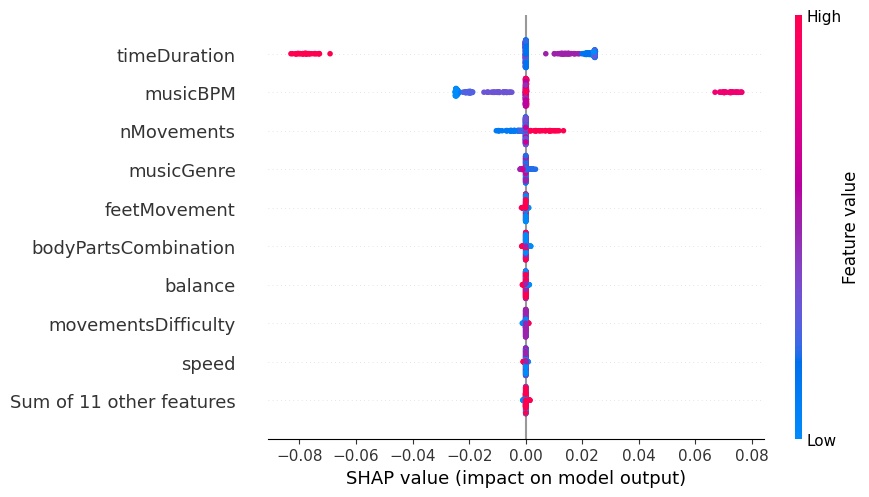 High
timeDuration
musicBPM
nMovements
musicGenre
feetMovement
bodyPartsCombination
balance
movementsDifficulty
speed
Sum of 11 other features
Feature value
Low
−0.08 −0.06 −0.04 −0.02 0.00 0.02 0.04 0.06 0.08
SHAP value (impact on model output)